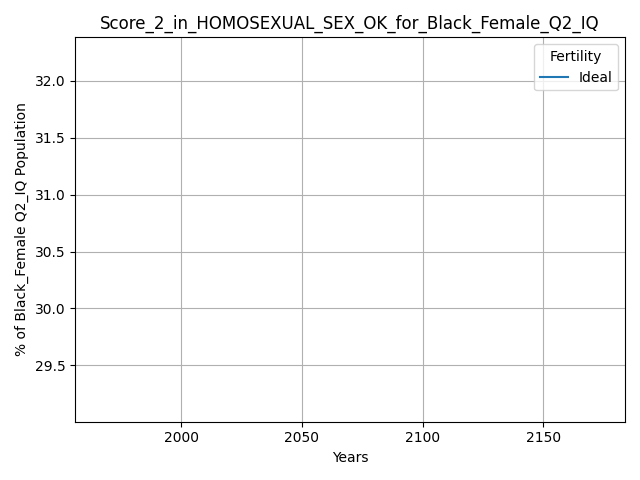 Score_2_in_HOMOSEXUAL_SEX_OK_for_Black_Female_Q2_IQ
Fertility
Ideal
32.0
31.5
31.0
30.5
30.0
29.5
% of Black_Female Q2_IQ Population
2000 2050 2100 2150
Years